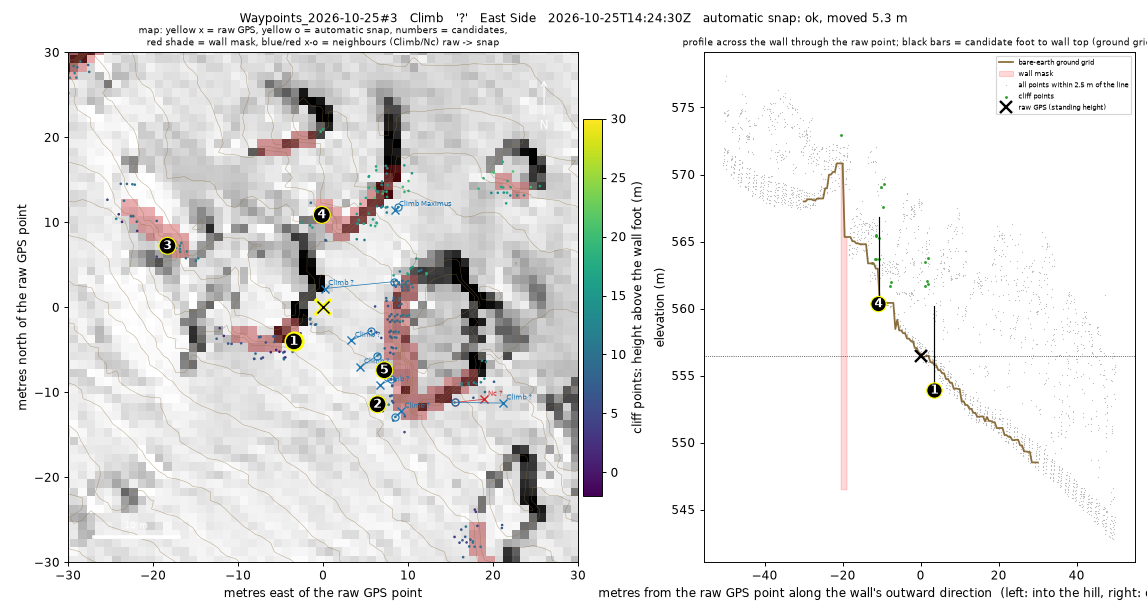 Waypoints_2026-10-25#3 Climb '?' East Side 2026-10-25T14:24:30Z automatic snap: ok, moved 5.3 m
map: yellow x = raw GPS, yellow o = automatic snap, numbers = candidates,
red shade = wall mask, blue/red x-o = neighbours (Climb/Nc) raw -> snap
profile across the wall through the raw point; black bars = candidate foot to wall top (ground gri
30
20
10
0
−10
−20
−30
−30
−20
−10
0
10
20
30
metres north of the raw GPS point
metres east of the raw GPS point
Climb Maximus
Climb ?
Nc ?
Climb ?
1
2
3
4
5
30
25
20
15
10
5
0
cliff points: height above the wall foot (m)
bare-earth ground grid
wall mask
all points within 2.5 m of the line
cliff points
raw GPS (standing height)
4
1
575
570
565
560
555
550
545
elevation (m)
−40
−20
0
20
40
metres from the raw GPS point along the wall's outward direction (left: into the hill, right: